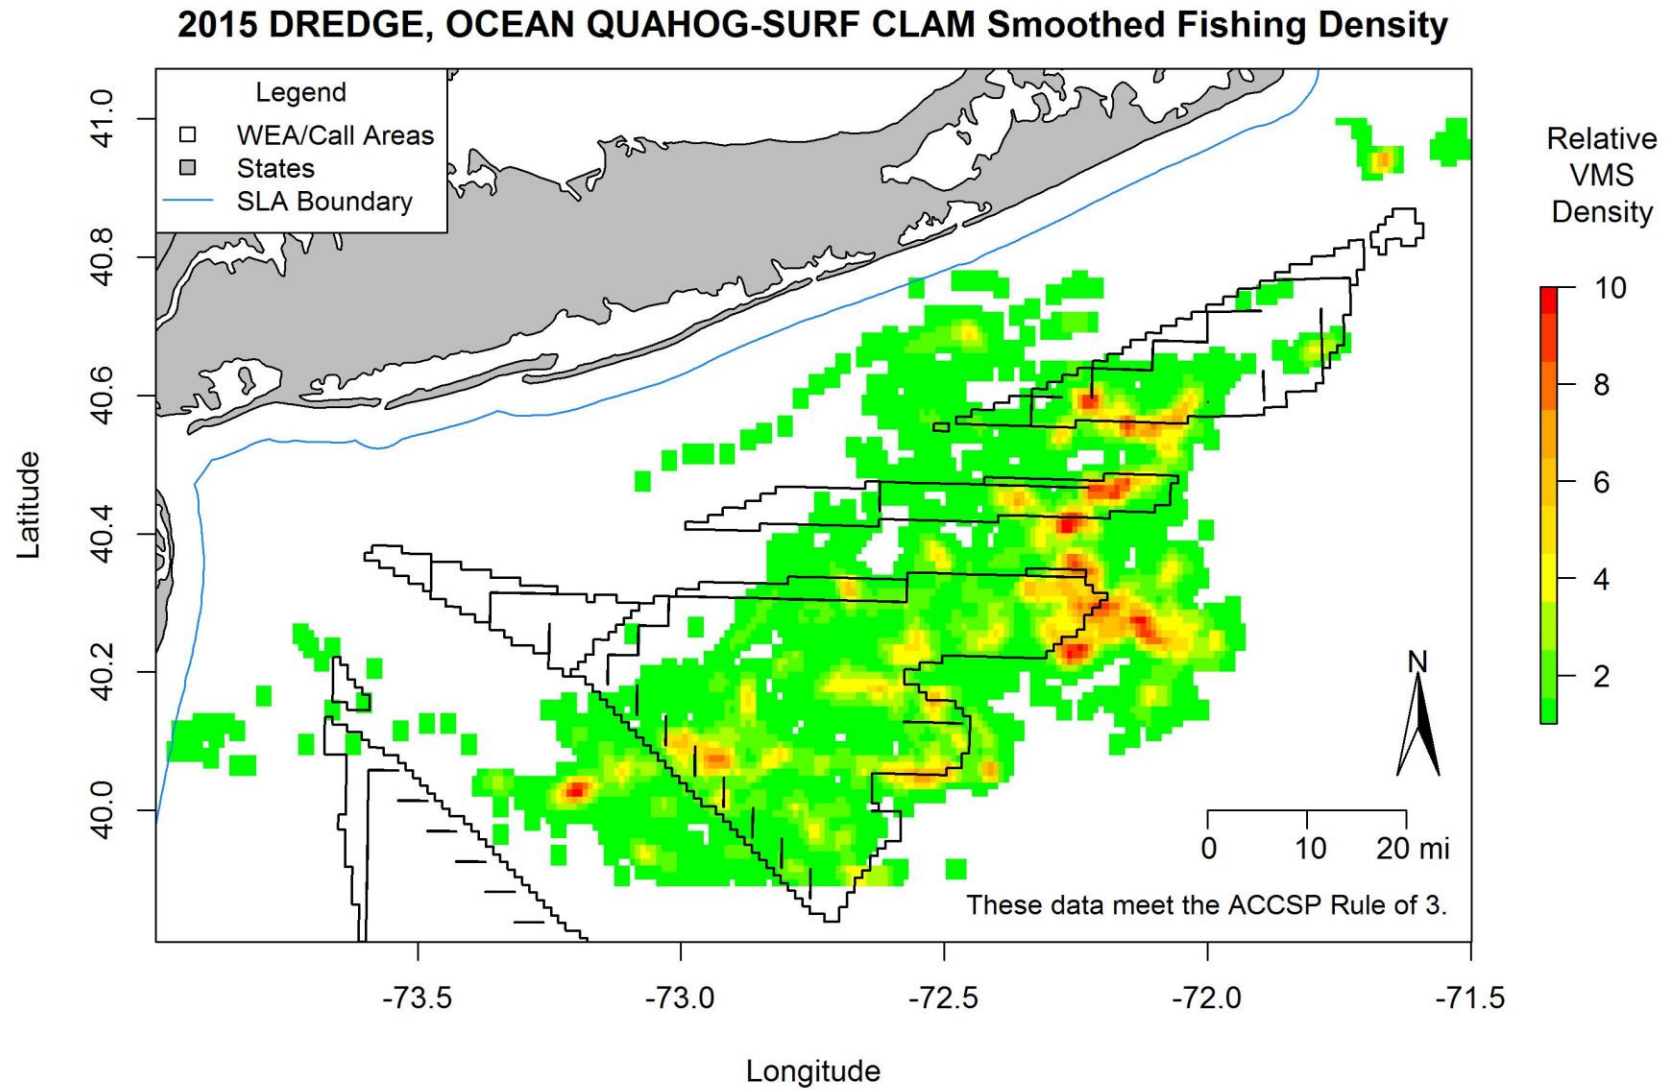 2015 DREDGE, OCEAN QUAHOG-SURF CLAM Smoothed Fishing Density
Legend
WEA/Call Areas
States
SLA Boundary
Relative
VMS
Density
10
8
6
4
2
Latitude
41.0
40.8
40.6
40.4
40.2
40.0
N
0 10 20 mi
These data meet the ACCSP Rule of 3.
-73.5 -73.0 -72.5 -72.0 -71.5
Longitude